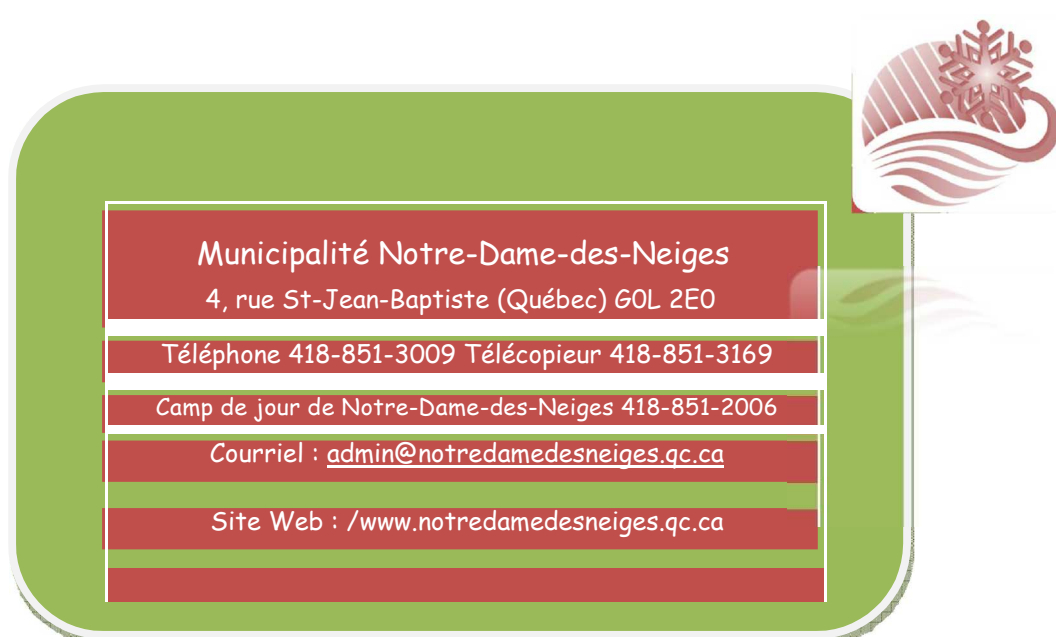 Municipalité Notre-Dame-des-Neiges
4, rue St-Jean-Baptiste (Québec) G0L 2E0
Téléphone 418-851-3009 Télécopieur 418-851-3169
Camp de jour de Notre-Dame-des-Neiges 418-851-2006
Courriel : admin@notredamedesneiges.qc.ca
Site Web : /www.notredamedesneiges.qc.ca